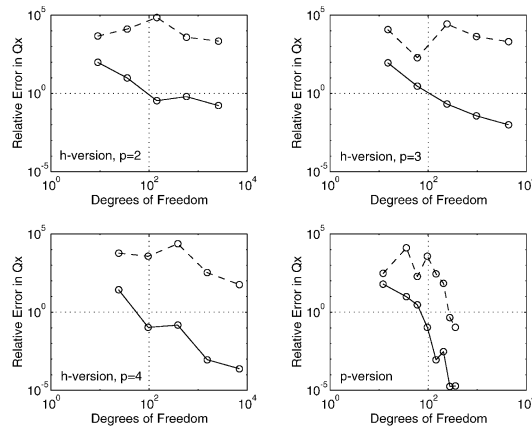 10^5
10^0
10^-5
Relative Error in Qx
h-version, p=2
10^0
10^2
10^4
Degrees of Freedom
10^5
10^0
10^-5
Relative Error in Qx
h-version, p=3
10^0
10^2
10^4
Degrees of Freedom
10^5
10^0
10^-5
Relative Error in Qx
h-version, p=4
10^0
10^2
10^4
Degrees of Freedom
10^5
10^0
10^-5
Relative Error in Qx
p-version
10^0
10^2
10^4
Degrees of Freedom